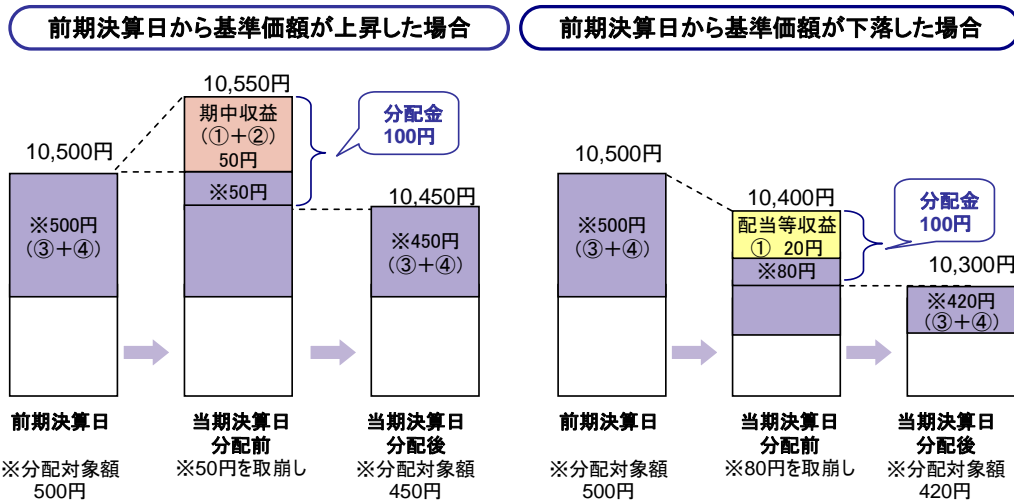 前期決算日から基準価額が上昇した場合
10,550円
期中収益
(①+②)
50円
分配金
100円
10,500円
※50円
10,450円
※500円
(③+④)
※450円
(③+④)
前期決算日
当期決算日
分配前
当期決算日
分配後
※分配対象額
500円
※50円を取崩し
※分配対象額
450円
前期決算日から基準価額が下落した場合
10,500円
10,400円
分配金
100円
配当等収益
① 20円
※500円
(③+④)
※80円
10,300円
※420円
(③+④)
前期決算日
当期決算日
分配前
当期決算日
分配後
※分配対象額
500円
※80円を取崩し
※分配対象額
420円